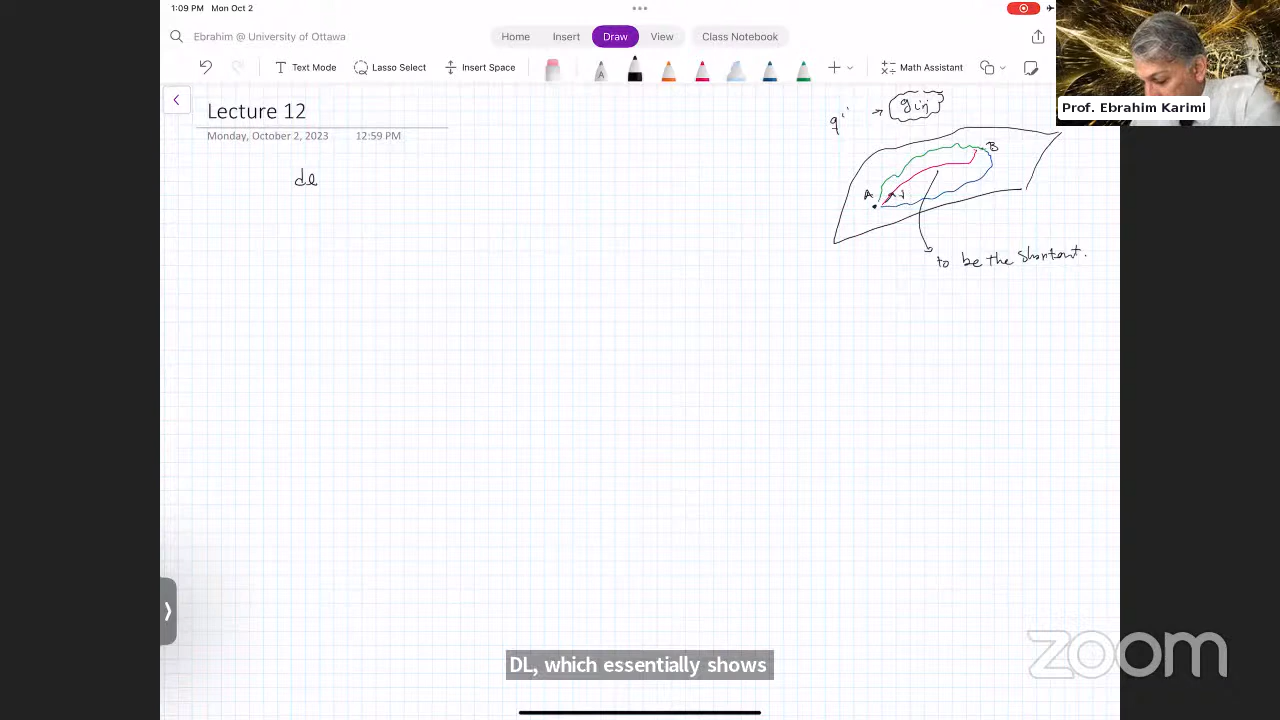 1:09 PM Mon Oct 2
Ebrahim @ University of Ottawa
Home Insert Draw View Class Notebook
Text Mode Lasso Select Insert Space Math Assistant
Prof. Ebrahim Karimi
Lecture 12
Monday, October 2, 2023 12:59 PM
q^i → g_ij
B
dl
A
to be the shortest.
DL, which essentially shows
zoom